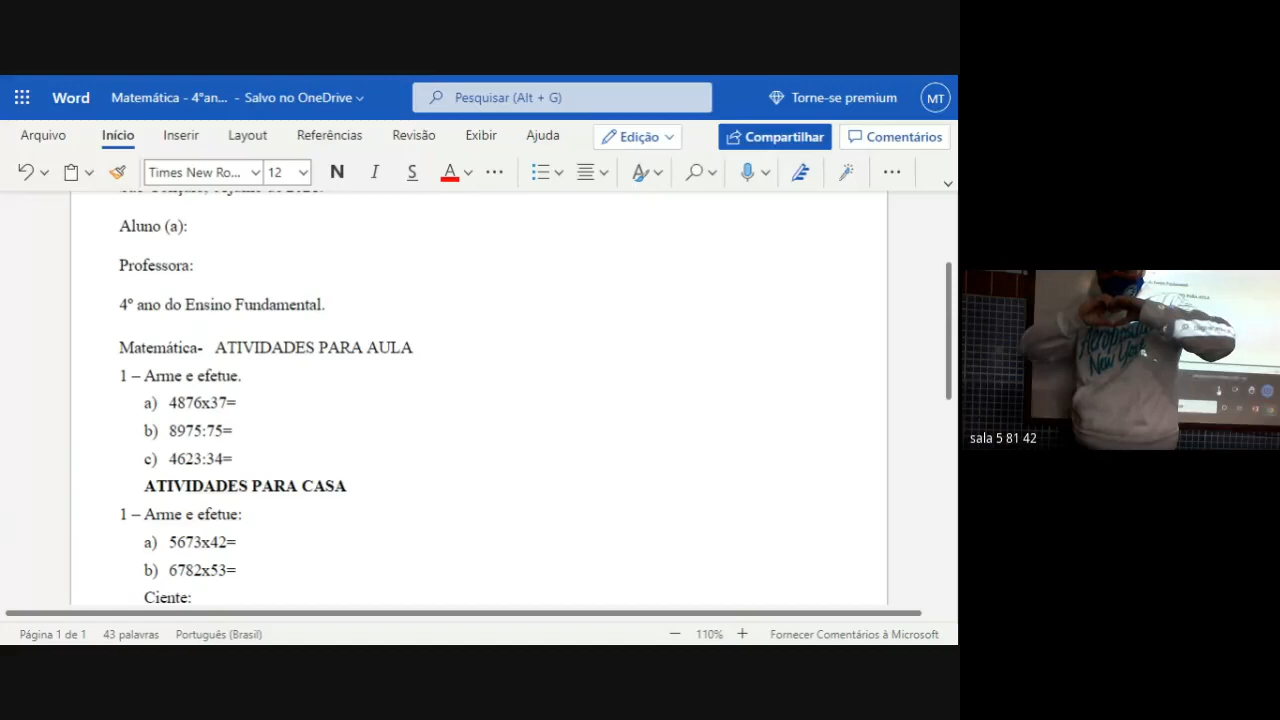 Word Matemática - 4°an... - Salvo no OneDrive Pesquisar (Alt + G) Torne-se premium MT
Arquivo Início Inserir Layout Referências Revisão Exibir Ajuda Edição Compartilhar Comentários
Times New Ro... 12 N I S A
Aluno (a):
Professora:
4º ano do Ensino Fundamental.
Matemática- ATIVIDADES PARA AULA
1 – Arme e efetue.
a) 4876x37=
b) 8975:75=
c) 4623:34=
ATIVIDADES PARA CASA
1 – Arme e efetue:
a) 5673x42=
b) 6782x53=
Ciente:
Página 1 de 1 43 palavras Português (Brasil) 110% Fornecer Comentários à Microsoft
New York
sala 5 81 42